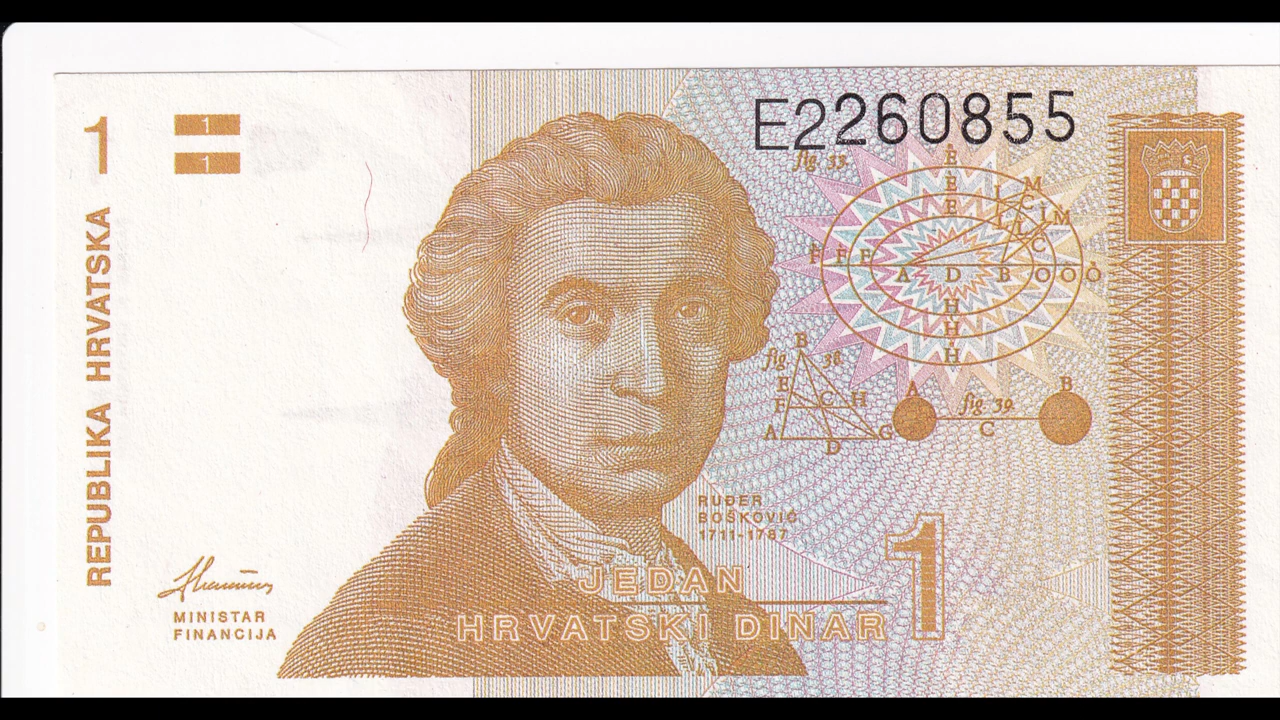 1
1
1
REPUBLIKA HRVATSKA
E2260855
fig. 33.
E
E
E
I
M
C
I
I
M
I
L
L
C
F F F A D B O O O
H
H
H
fig. 38.
B
E
F C H
A D G
A fig. 39 B
C
RUĐER
BOŠKOVIĆ
1711-1787
1
JEDAN
HRVATSKI DINAR
MINISTAR
FINANCIJA